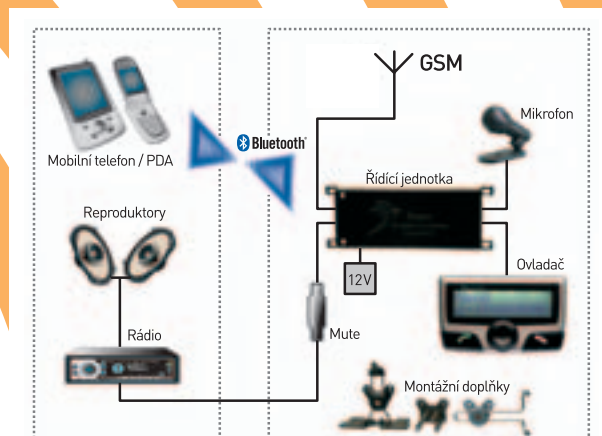 GSM
Mikrofon
Bluetooth
Mobilní telefon / PDA
Řídící jednotka
Reproduktory
Ovladač
12V
Rádio
Mute
Montážní doplňky